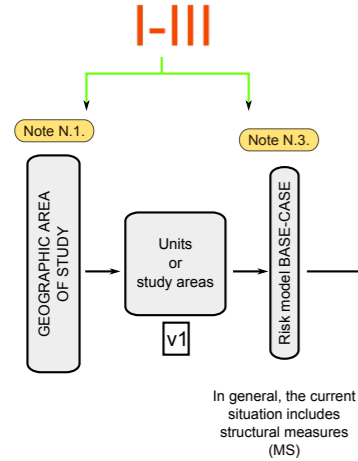 I-III
Note N.1.
Note N.3.
GEOGRAPHIC AREA
OF STUDY
Units
or
study areas
v1
Risk model BASE-CASE
In general, the current
situation includes
structural measures
(MS)